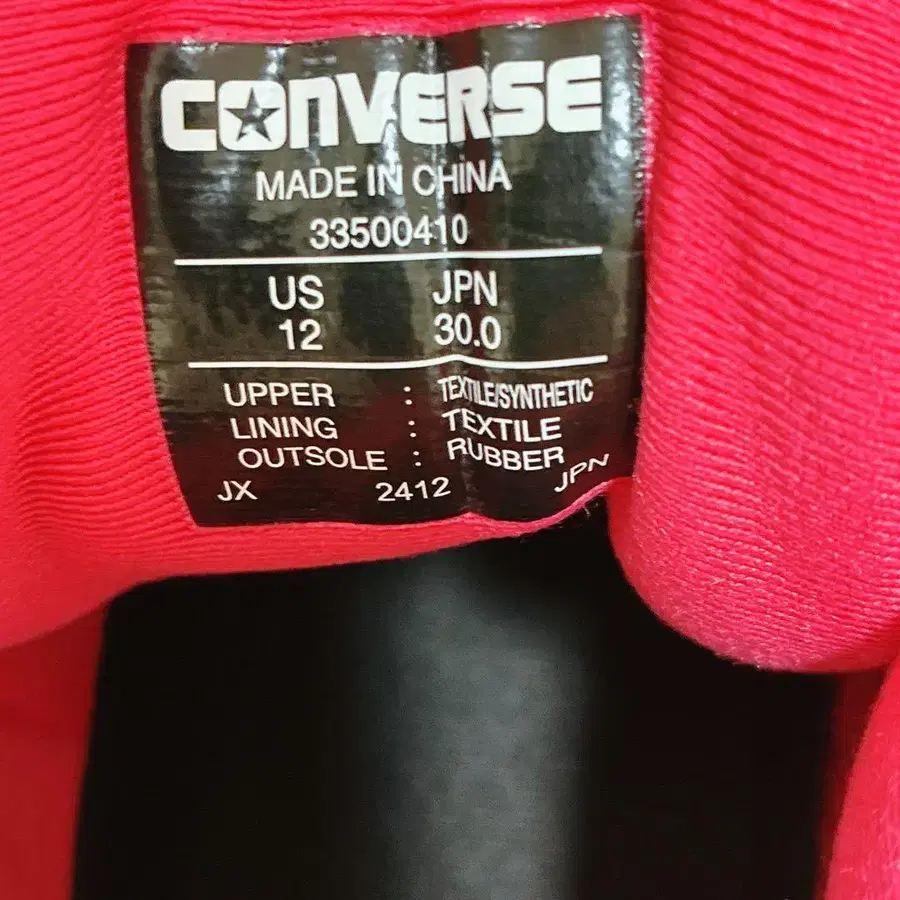 CONVERSE
MADE IN CHINA
33500410
US JPN
12 30.0
UPPER : TEXTILE/SYNTHETIC
LINING : TEXTILE
OUTSOLE : RUBBER
JX 2412 JPN